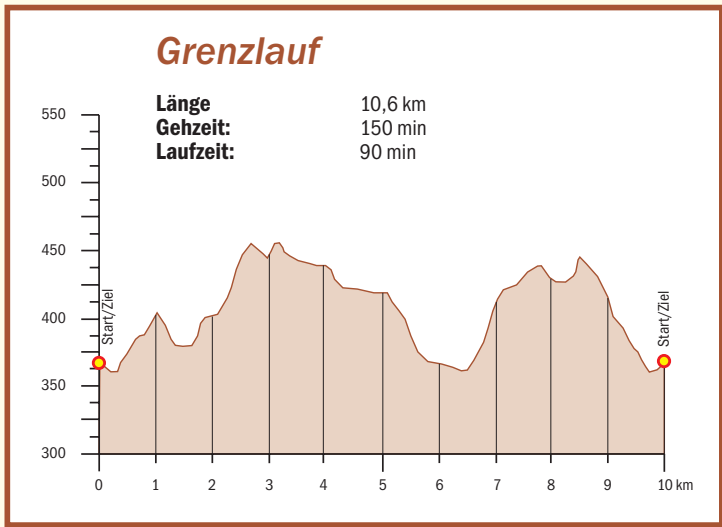 Grenzlauf
Länge 10,6 km
Gehzeit: 150 min
Laufzeit: 90 min
550
500
450
400
350
300
Start/Ziel
Start/Ziel
0 1 2 3 4 5 6 7 8 9 10 km